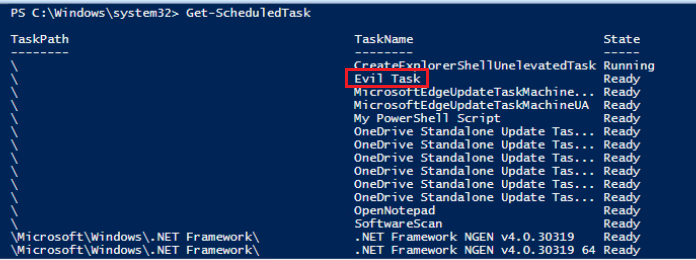 PS C:\Windows\system32> Get-ScheduledTask
TaskPath TaskName State
-------- -------- -----
\ CreateExplorerShellUnelevatedTask Running
\ Evil Task Ready
\ MicrosoftEdgeUpdateTaskMachine... Ready
\ MicrosoftEdgeUpdateTaskMachineUA Ready
\ My PowerShell Script Ready
\ OneDrive Standalone Update Tas... Ready
\ OneDrive Standalone Update Tas... Ready
\ OneDrive Standalone Update Tas... Ready
\ OneDrive Standalone Update Tas... Ready
\ OneDrive Standalone Update Tas... Ready
\ OneDrive Standalone Update Tas... Ready
\ OpenNotepad Ready
\ SoftwareScan Ready
\Microsoft\Windows\.NET Framework\ .NET Framework NGEN v4.0.30319 Ready
\Microsoft\Windows\.NET Framework\ .NET Framework NGEN v4.0.30319 64 Ready